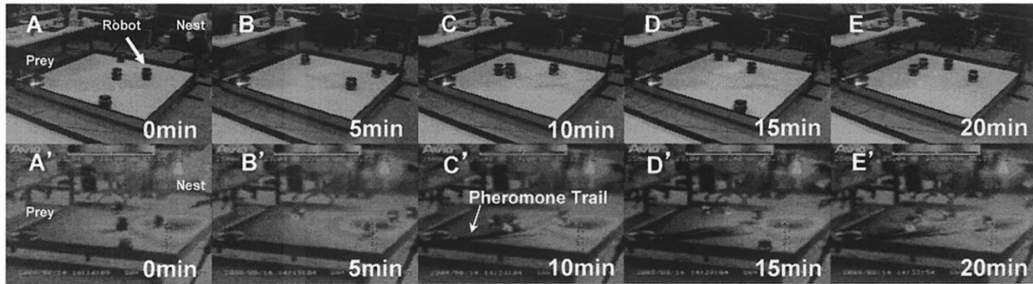 A Robot Nest Prey 0min
B 5min
C 10min
D 15min
E 20min
A' Nest Prey 0min
B' 5min
C' Pheromone Trail 10min
D' 15min
E' 20min